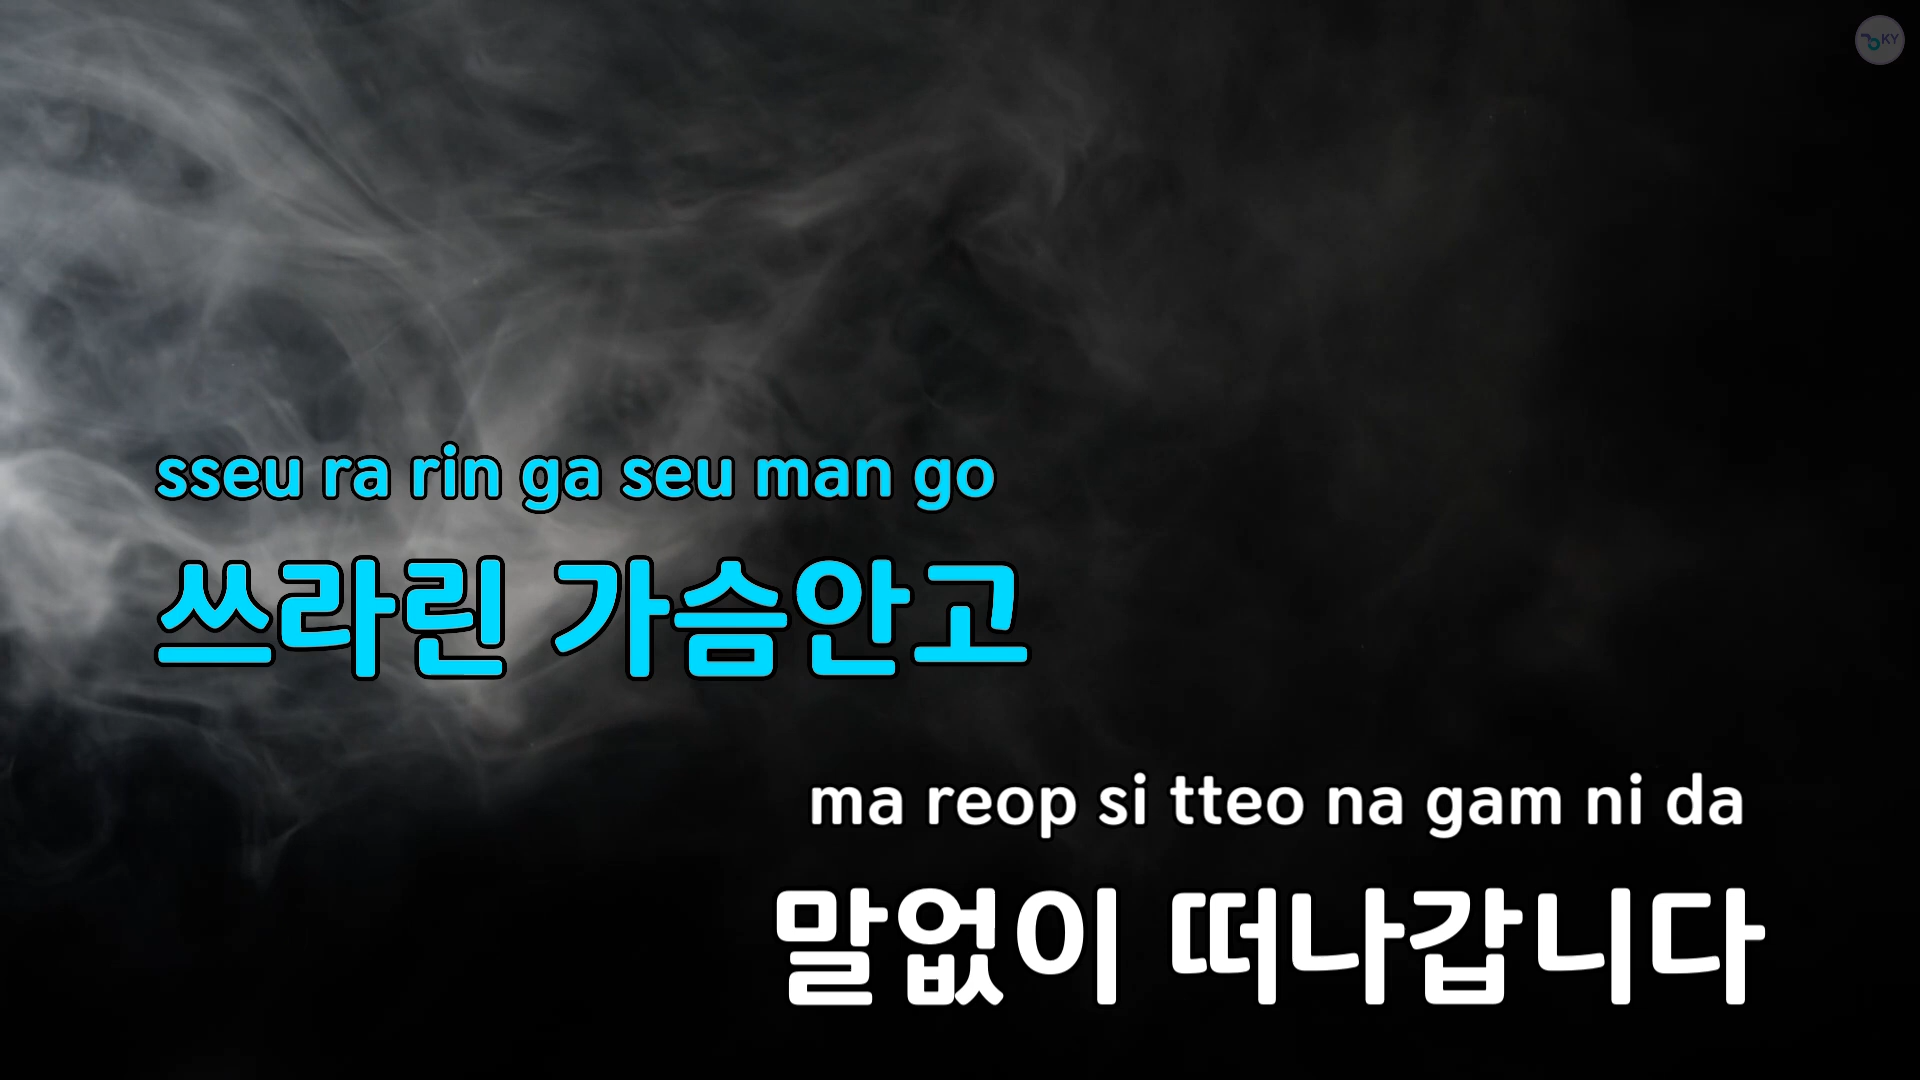 KY
sseu ra rin ga seu man go
쓰라린 가슴안고
ma reop si tteo na gam ni da
말없이 떠나갑니다